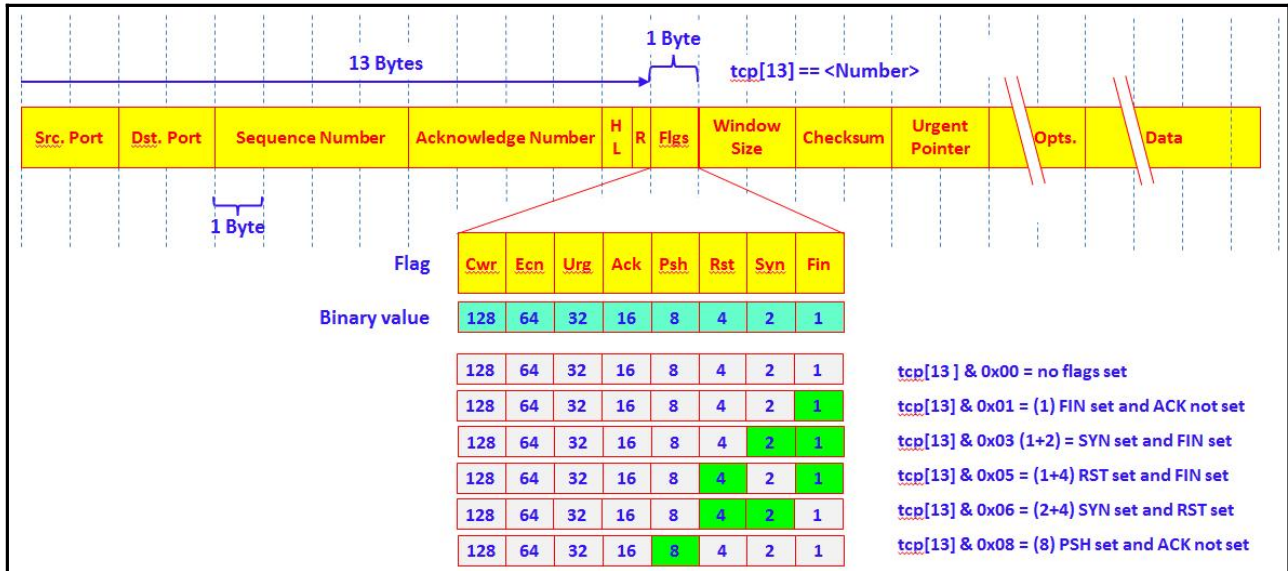 1 Byte
13 Bytes
tcp[13] == <Number>
Src. Port Dst. Port Sequence Number Acknowledge Number H L R Flgs Window Size Checksum Urgent Pointer Opts. Data
1 Byte
Flag Cwr Ecn Urg Ack Psh Rst Syn Fin
Binary value 128 64 32 16 8 4 2 1
128 64 32 16 8 4 2 1 tcp[13 ] & 0x00 = no flags set
128 64 32 16 8 4 2 1 tcp[13] & 0x01 = (1) FIN set and ACK not set
128 64 32 16 8 4 2 1 tcp[13] & 0x03 (1+2) = SYN set and FIN set
128 64 32 16 8 4 2 1 tcp[13] & 0x05 = (1+4) RST set and FIN set
128 64 32 16 8 4 2 1 tcp[13] & 0x06 = (2+4) SYN set and RST set
128 64 32 16 8 4 2 1 tcp[13] & 0x08 = (8) PSH set and ACK not set